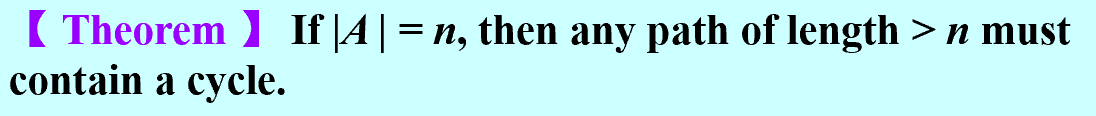 【 Theorem 】 If |A| = n, then any path of length > n must
contain a cycle.